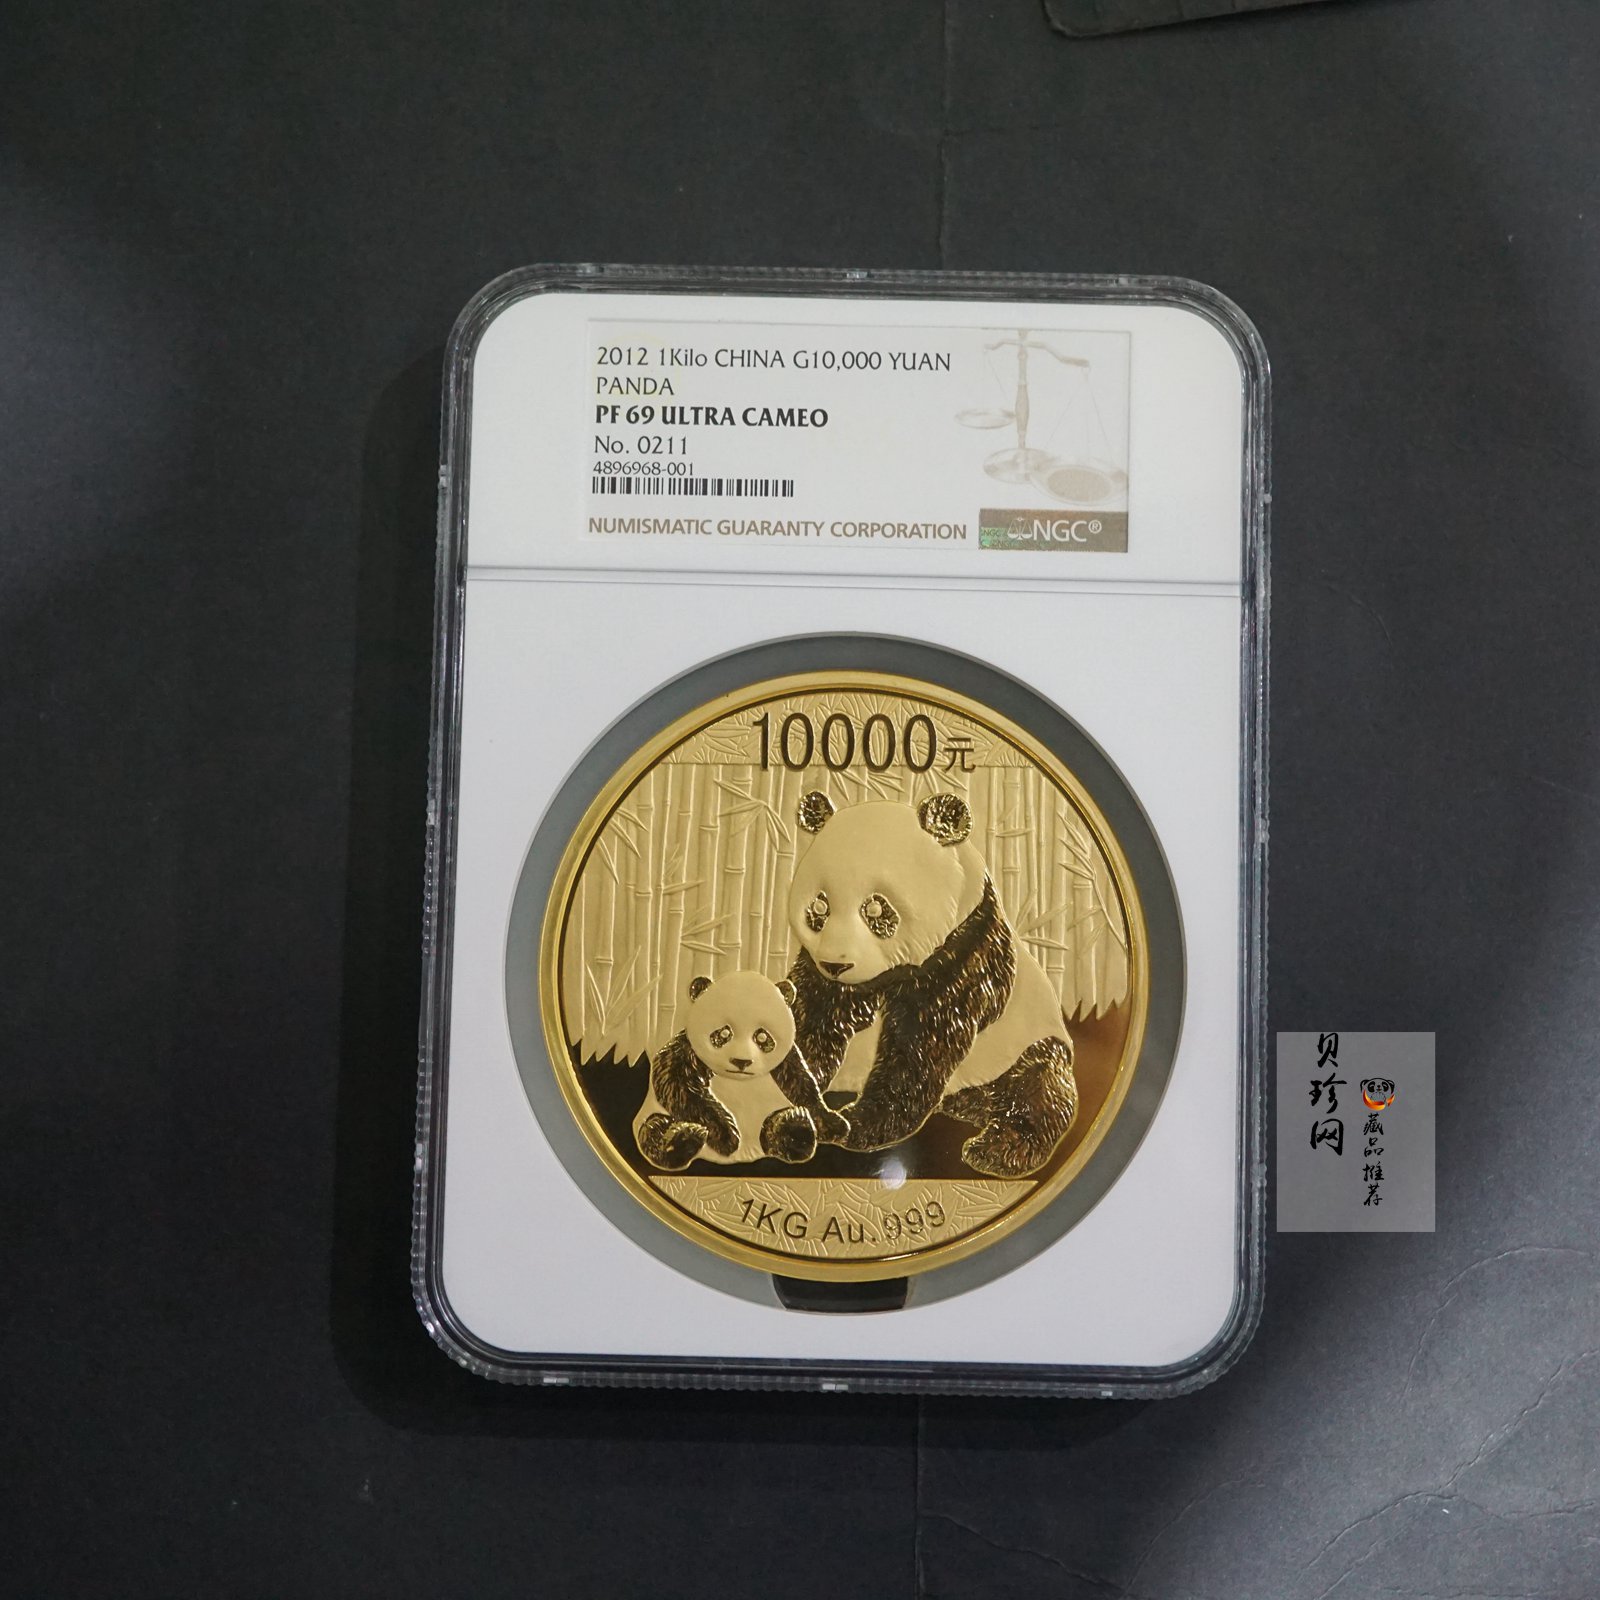 2012 1Kilo CHINA G10,000 YUAN
PANDA
PF 69 ULTRA CAMEO
No. 0211
4896968-001
NUMISMATIC GUARANTY CORPORATION
NGC®
10000元
1KG Au.999
贝珍网
藏品推荐